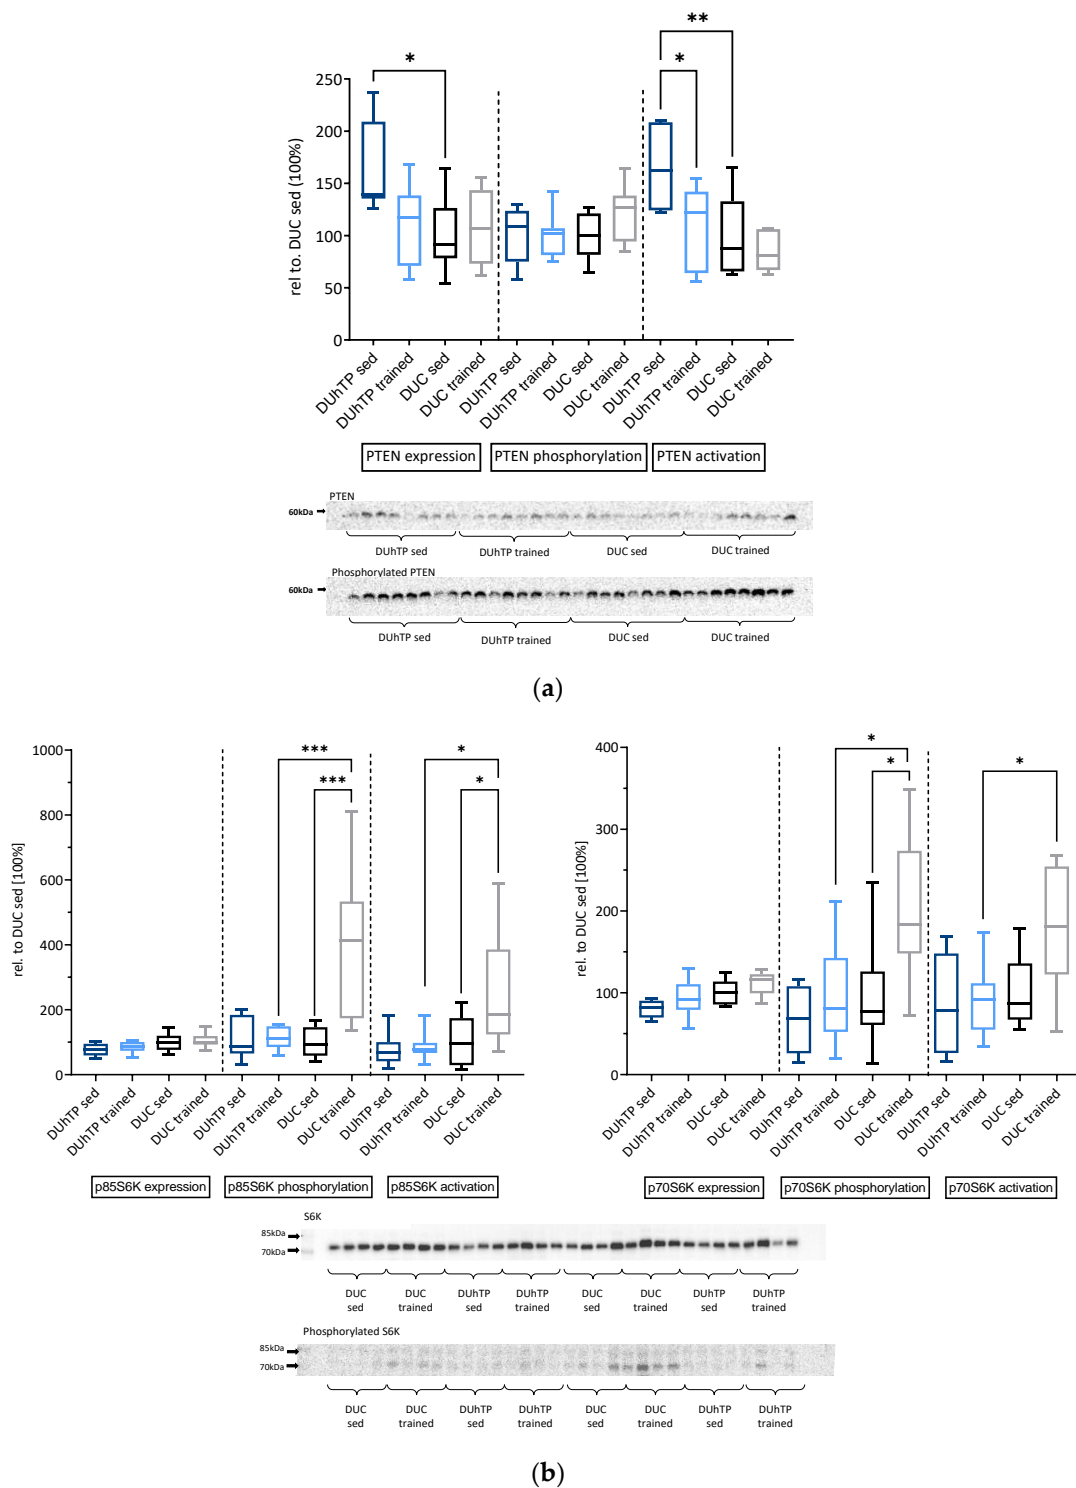 **
*
*
250
200
150
100
50
0
rel to. DUC sed (100%)
DUhTP sed
DUhTP trained
DUC sed
DUC trained
DUhTP sed
DUhTP trained
DUC sed
DUC trained
DUhTP sed
DUhTP trained
DUC sed
DUC trained
PTEN expression PTEN phosphorylation PTEN activation
PTEN
60kDa
DUhTP sed DUhTP trained DUC sed DUC trained
Phosphorylated PTEN
60kDa
DUhTP sed DUhTP trained DUC sed DUC trained
(a)
1000
800
600
400
200
0
rel. to DUC sed [100%]
*** *
*** *
DUhTP sed
DUhTP trained
DUC sed
DUC trained
DUhTP sed
DUhTP trained
DUC sed
DUC trained
DUhTP sed
DUhTP trained
DUC sed
DUC trained
p85S6K expression p85S6K phosphorylation p85S6K activation
400
300
200
100
0
rel. to DUC sed [100%]
*
* *
DUhTP sed
DUhTP trained
DUC sed
DUC trained
DUhTP sed
DUhTP trained
DUC sed
DUC trained
DUhTP sed
DUhTP trained
DUC sed
DUC trained
p70S6K expression p70S6K phosphorylation p70S6K activation
S6K
85kDa
70kDa
DUC DUC DUhTP DUhTP DUC DUC DUhTP DUhTP
sed trained sed trained sed trained sed trained
Phosphorylated S6K
85kDa
70kDa
DUC DUC DUhTP DUhTP DUC DUC DUhTP DUhTP
sed trained sed trained sed trained sed trained
(b)